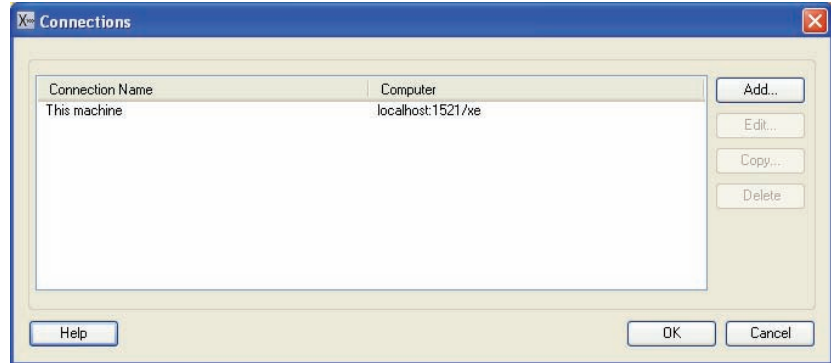 Connections
Connection Name Computer Add...
This machine localhost:1521/xe
Edit...
Copy...
Delete
Help OK Cancel